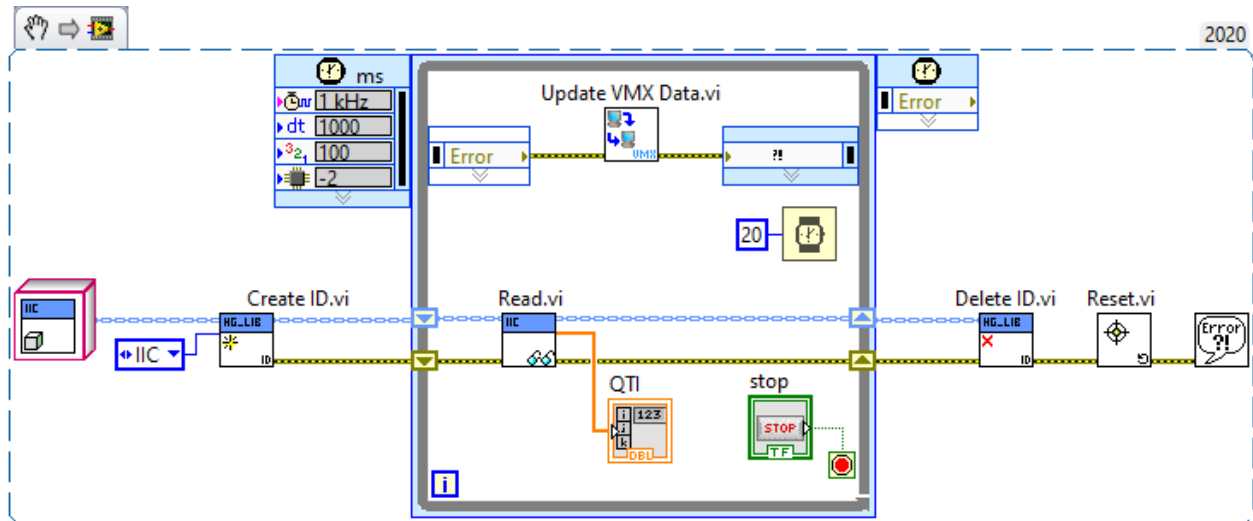 2020
ms
1 kHz
dt 1000
321 100
-2
Update VMX Data.vi
VMX
Error
?!
Error
20
IIC
Create ID.vi
HG_LIB
ID
IIC
Read.vi
IIC
QTI
i 123
j
k
DBL
stop
STOP
TF
i
Delete ID.vi
HG_LIB
ID
Reset.vi
Error
?!